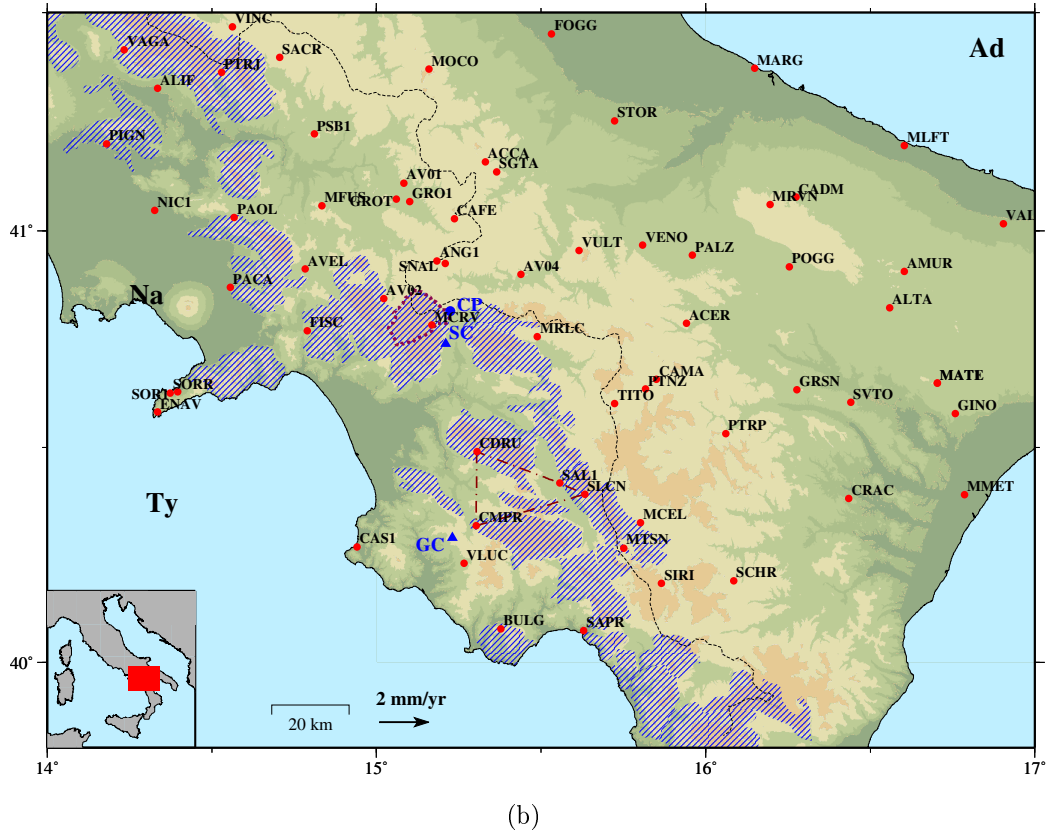 VINC
FOGG
VAGA
SACR
Ad
PTRJ
MOCO
MARG
ALIF
STOR
PSB1
PIGN
MLFT
ACCA
SGTA
AV01
CADM
NIC1
MFUS
GROT
GRO1
MRVN
PAOL
CAFE
VAL
41°
VULT
VENO
PALZ
ANG1
SNAL
AVEL
AV04
POGG
AMUR
PACA
Na
AV02
CP
ALTA
FISC
MCRV
SC
MRLC
ACER
SORR
SOR1
CAMA
PTNZ
GRSN
MATE
ENAV
TITO
SVTO
GINO
PTRP
CDRU
Ty
SAL1
SLCN
CRAC
MMET
CMPR
MCEL
CAS1
GC
VLUC
MTSN
SIRI
SCHR
BULG
SAPR
40°
2 mm/yr
20 km
14°
15°
16°
17°
(b)